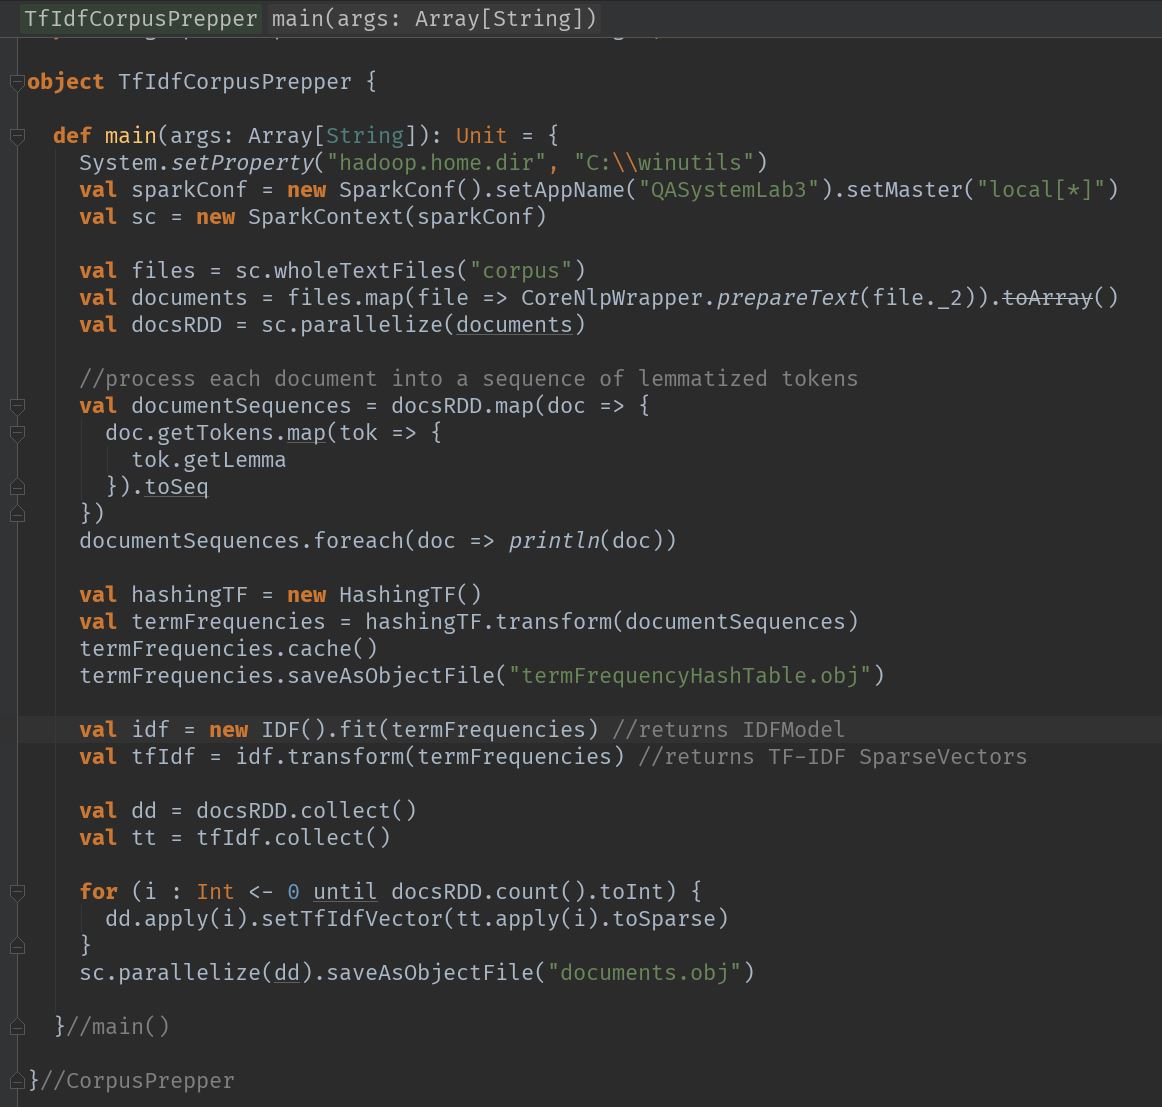 TfIdfCorpusPrepper main(args: Array[String])
object TfIdfCorpusPrepper {
def main(args: Array[String]): Unit = {
System.setProperty("hadoop.home.dir", "C:\\winutils")
val sparkConf = new SparkConf().setAppName("QASystemLab3").setMaster("local[*]")
val sc = new SparkContext(sparkConf)
val files = sc.wholeTextFiles("corpus")
val documents = files.map(file => CoreNlpWrapper.prepareText(file._2)).toArray()
val docsRDD = sc.parallelize(documents)
//process each document into a sequence of lemmatized tokens
val documentSequences = docsRDD.map(doc => {
doc.getTokens.map(tok => {
tok.getLemma
}).toSeq
})
documentSequences.foreach(doc => println(doc))
val hashingTF = new HashingTF()
val termFrequencies = hashingTF.transform(documentSequences)
termFrequencies.cache()
termFrequencies.saveAsObjectFile("termFrequencyHashTable.obj")
val idf = new IDF().fit(termFrequencies) //returns IDFModel
val tfIdf = idf.transform(termFrequencies) //returns TF-IDF SparseVectors
val dd = docsRDD.collect()
val tt = tfIdf.collect()
for (i : Int <- 0 until docsRDD.count().toInt) {
dd.apply(i).setTfIdfVector(tt.apply(i).toSparse)
}
sc.parallelize(dd).saveAsObjectFile("documents.obj")
}//main()
}//CorpusPrepper